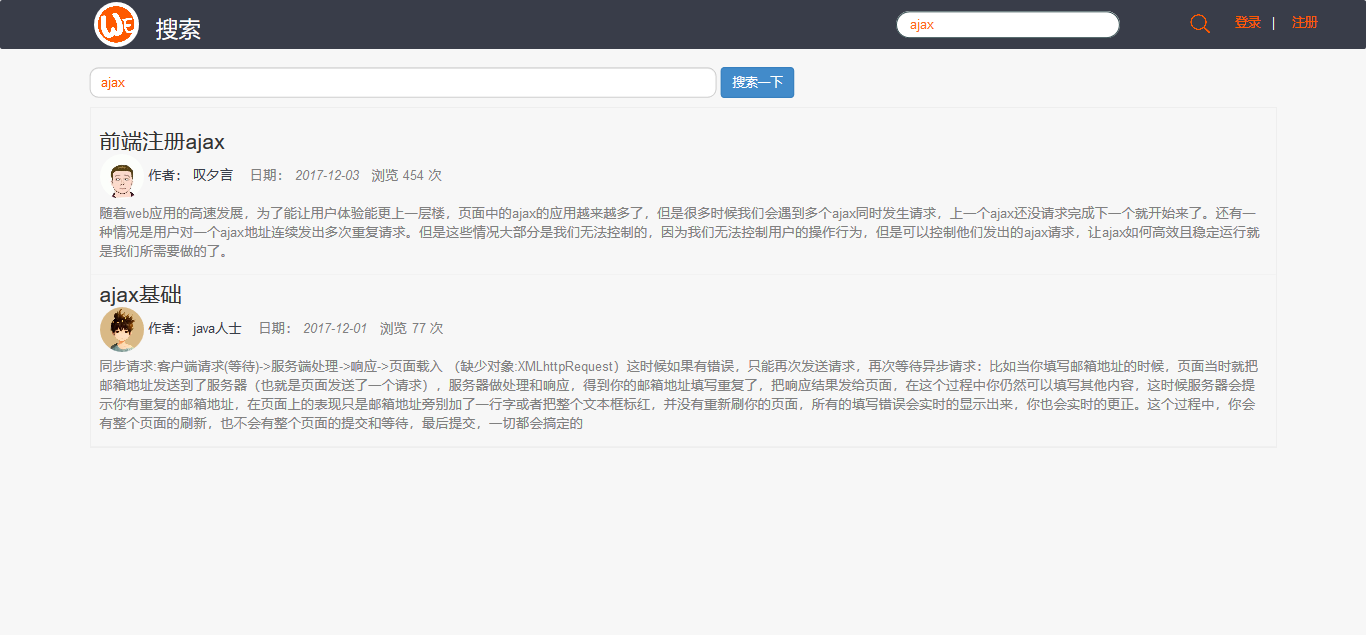 We 搜索 ajax 登录 | 注册
ajax 搜索一下
前端注册ajax
作者： 叹夕言 日期： 2017-12-03 浏览 454 次
随着web应用的高速发展，为了能让用户体验能更上一层楼，页面中的ajax的应用越来越多了，但是很多时候我们会遇到多个ajax同时发生请求，上一个ajax还没请求完成下一个就开始来了。还有一
种情况是用户对一个ajax地址连续发出多次重复请求。但是这些情况大部分是我们无法控制的，因为我们无法控制用户的操作行为，但是可以控制他们发出的ajax请求，让ajax如何高效且稳定运行就
是我们所需要做的了。
ajax基础
作者： java人士 日期： 2017-12-01 浏览 77 次
同步请求:客户端请求(等待)->服务端处理->响应->页面载入 （缺少对象:XMLhttpRequest）这时候如果有错误，只能再次发送请求，再次等待异步请求：比如当你填写邮箱地址的时候，页面当时就把
邮箱地址发送到了服务器（也就是页面发送了一个请求），服务器做处理和响应，得到你的邮箱地址填写重复了，把响应结果发给页面，在这个过程中你仍然可以填写其他内容，这时候服务器会提
示你有重复的邮箱地址，在页面上的表现只是邮箱地址旁别加了一行字或者把整个文本框标红，并没有重新刷你的页面，所有的填写错误会实时的显示出来，你也会实时的更正。这个过程中，你会
有整个页面的刷新，也不会有整个页面的提交和等待，最后提交，一切都会搞定的